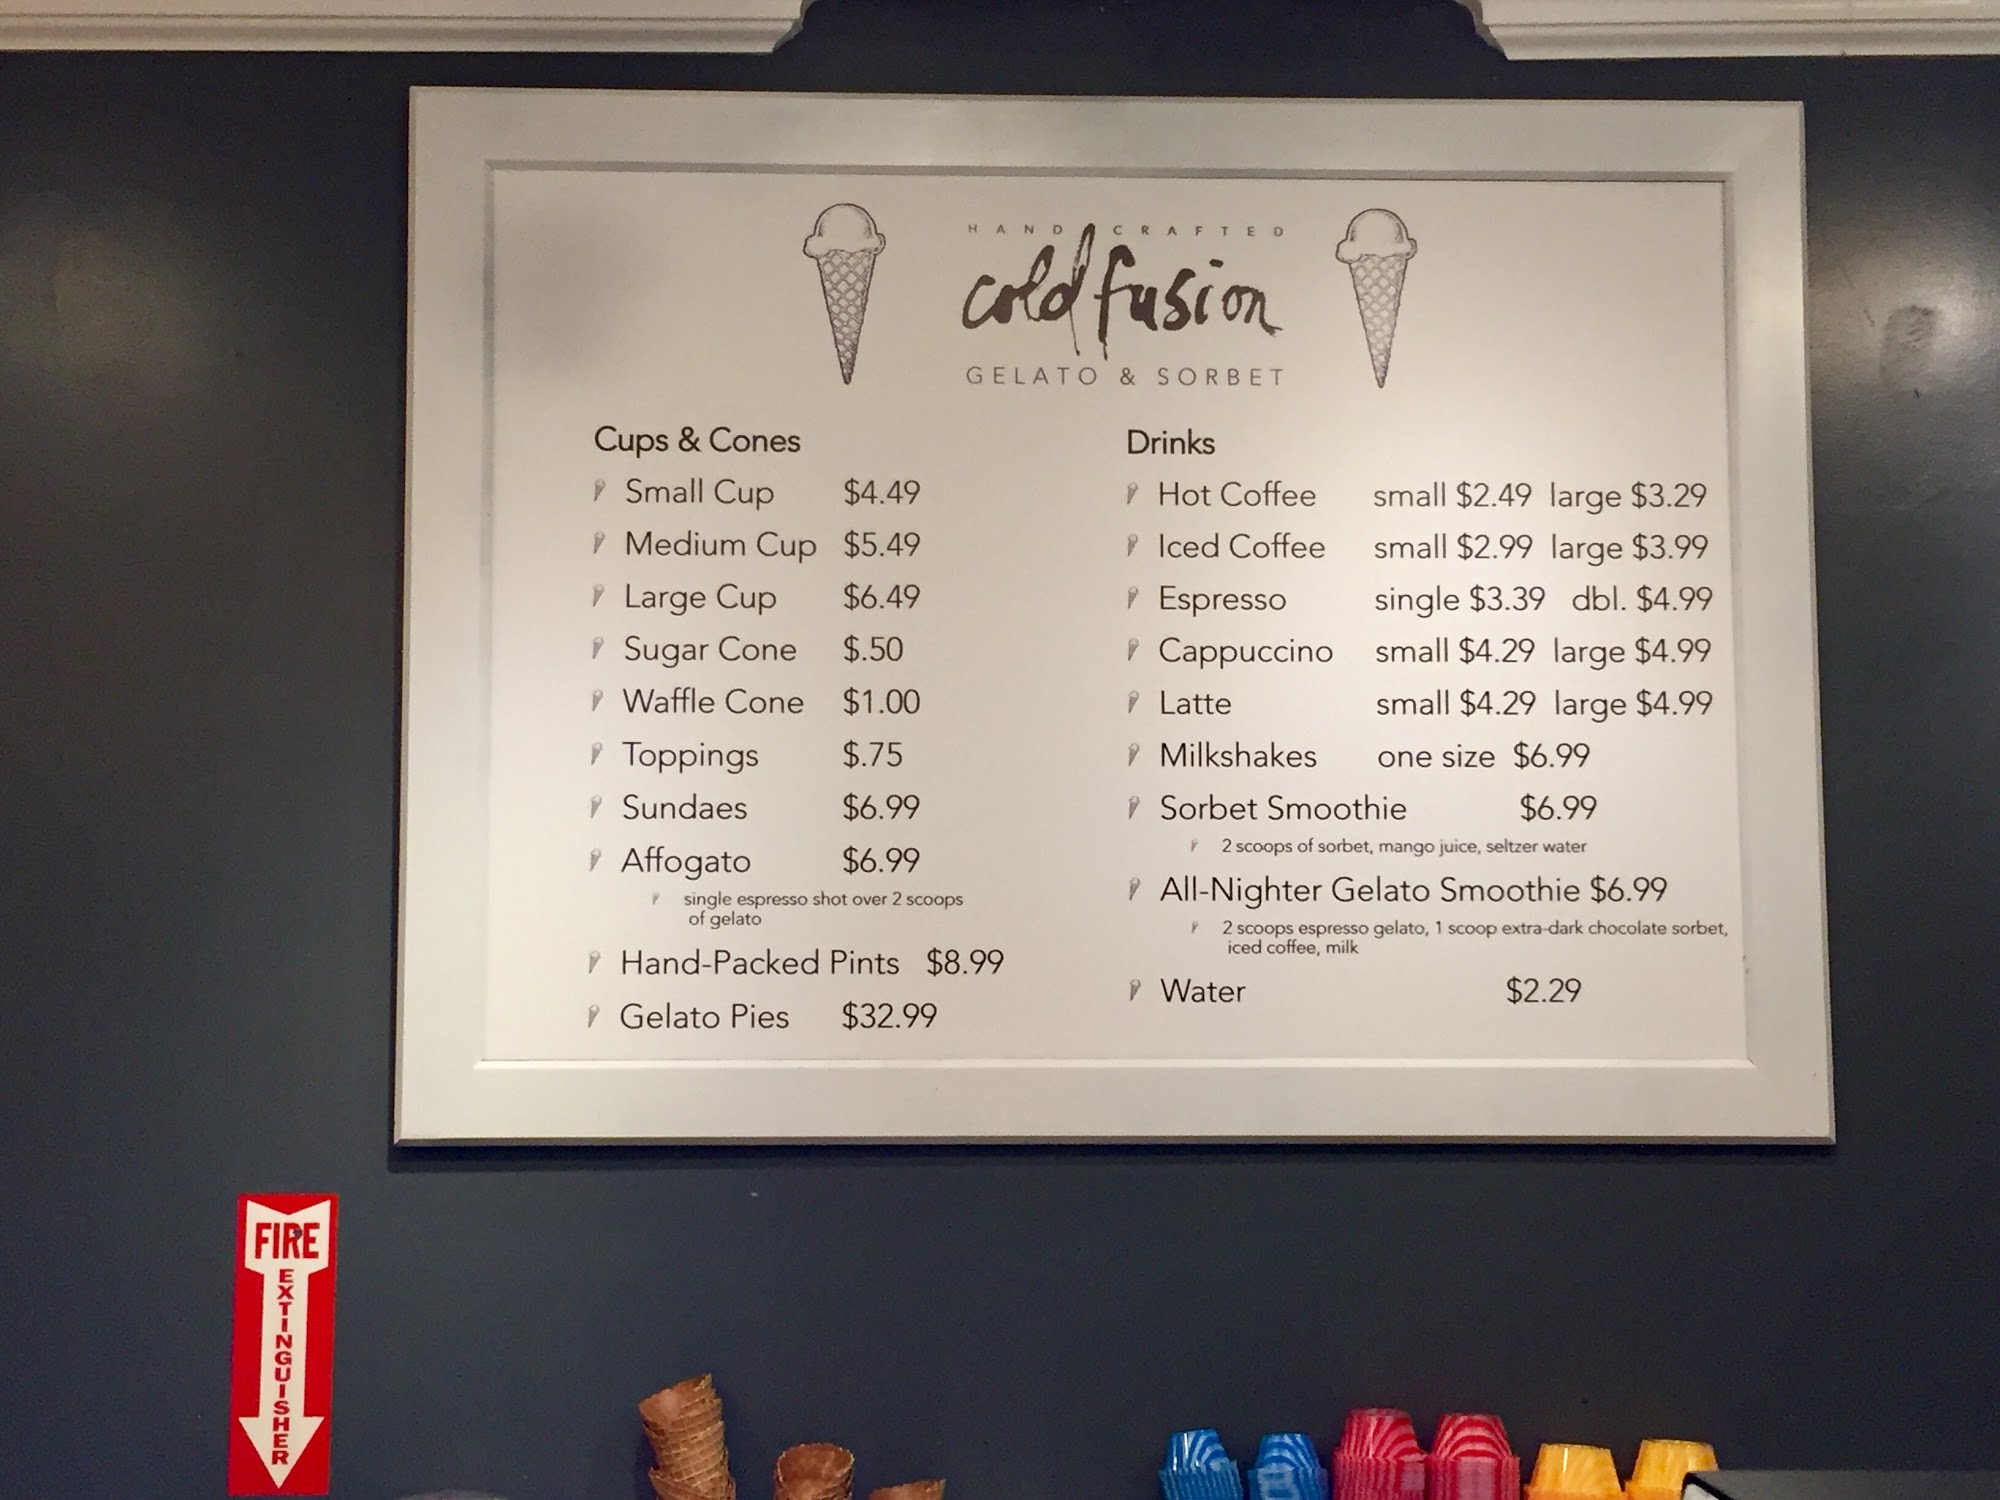 HAND CRAFTED
cold fusion
GELATO & SORBET
Cups & Cones
Small Cup $4.49
Medium Cup $5.49
Large Cup $6.49
Sugar Cone $.50
Waffle Cone $1.00
Toppings $.75
Sundaes $6.99
Affogato $6.99
single espresso shot over 2 scoops
of gelato
Hand-Packed Pints $8.99
Gelato Pies $32.99
Drinks
Hot Coffee small $2.49 large $3.29
Iced Coffee small $2.99 large $3.99
Espresso single $3.39 dbl. $4.99
Cappuccino small $4.29 large $4.99
Latte small $4.29 large $4.99
Milkshakes one size $6.99
Sorbet Smoothie $6.99
2 scoops of sorbet, mango juice, seltzer water
All-Nighter Gelato Smoothie $6.99
2 scoops espresso gelato, 1 scoop extra-dark chocolate sorbet,
iced coffee, milk
Water $2.29
FIRE
EXTINGUISHER